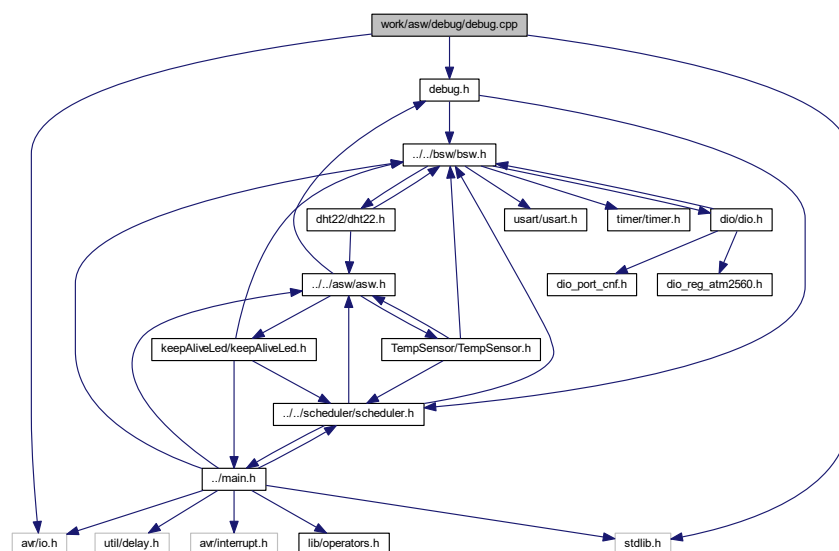 work/asw/debug/debug.cpp
debug.h
../../bsw/bsw.h
dht22/dht22.h
usart/usart.h
timer/timer.h
dio/dio.h
../../asw/asw.h
dio_port_cnf.h
dio_reg_atm2560.h
keepAliveLed/keepAliveLed.h
TempSensor/TempSensor.h
../../scheduler/scheduler.h
../main.h
avr/io.h
util/delay.h
avr/interrupt.h
lib/operators.h
stdlib.h